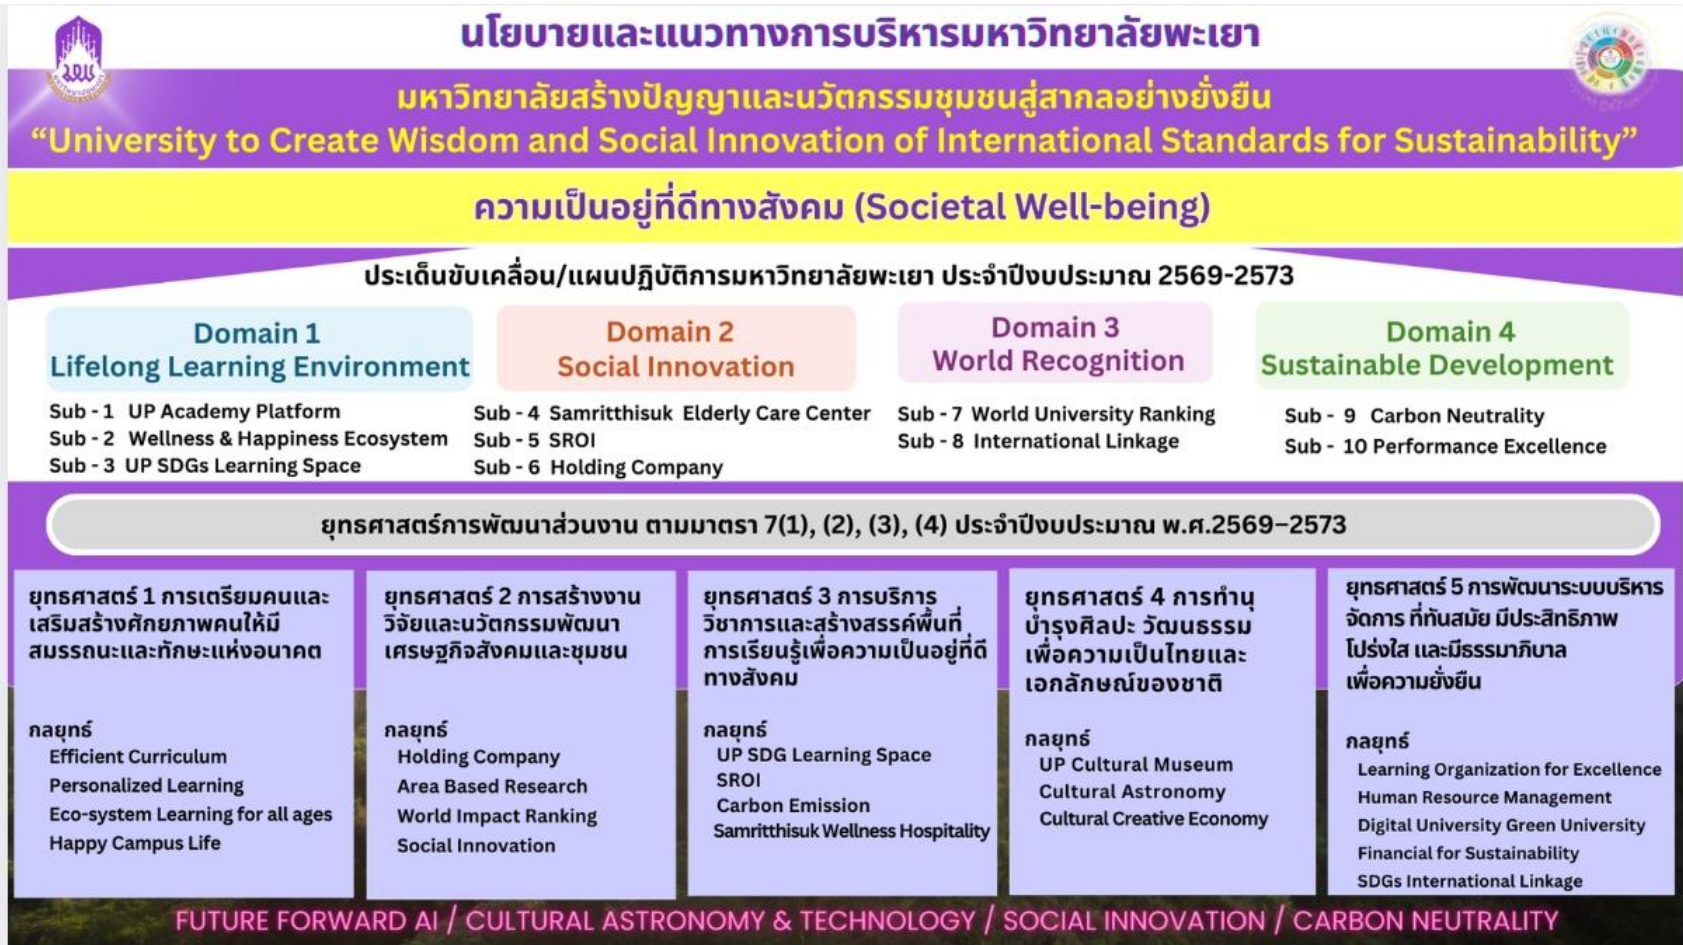 นโยบายและแนวทางการบริหารมหาวิทยาลัยพะเยา
มหาวิทยาลัยสร้างปัญญาและนวัตกรรมชุมชนสู่สากลอย่างยั่งยืน
“University to Create Wisdom and Social Innovation of International Standards for Sustainability”
ความเป็นอยู่ที่ดีทางสังคม (Societal Well-being)
ประเด็นขับเคลื่อน/แผนปฏิบัติการมหาวิทยาลัยพะเยา ประจำปีงบประมาณ 2569-2573
Domain 1
Lifelong Learning Environment
Sub - 1 UP Academy Platform
Sub - 2 Wellness & Happiness Ecosystem
Sub - 3 UP SDGs Learning Space
Domain 2
Social Innovation
Sub - 4 Samritthisuk Elderly Care Center
Sub - 5 SROI
Sub - 6 Holding Company
Domain 3
World Recognition
Sub - 7 World University Ranking
Sub - 8 International Linkage
Domain 4
Sustainable Development
Sub - 9 Carbon Neutrality
Sub - 10 Performance Excellence
ยุทธศาสตร์การพัฒนาส่วนงาน ตามมาตรา 7(1), (2), (3), (4) ประจำปีงบประมาณ พ.ศ.2569–2573
ยุทธศาสตร์ 1 การเตรียมคนและ
เสริมสร้างศักยภาพคนให้มี
สมรรถนะและทักษะแห่งอนาคต
กลยุทธ์
Efficient Curriculum
Personalized Learning
Eco-system Learning for all ages
Happy Campus Life
ยุทธศาสตร์ 2 การสร้างงาน
วิจัยและนวัตกรรมพัฒนา
เศรษฐกิจสังคมและชุมชน
กลยุทธ์
Holding Company
Area Based Research
World Impact Ranking
Social Innovation
ยุทธศาสตร์ 3 การบริการ
วิชาการและสร้างสรรค์พื้นที่
การเรียนรู้เพื่อความเป็นอยู่ที่ดี
ทางสังคม
กลยุทธ์
UP SDG Learning Space
SROI
Carbon Emission
Samritthisuk Wellness Hospitality
ยุทธศาสตร์ 4 การทำนุ
บำรุงศิลปะ วัฒนธรรม
เพื่อความเป็นไทยและ
เอกลักษณ์ของชาติ
กลยุทธ์
UP Cultural Museum
Cultural Astronomy
Cultural Creative Economy
ยุทธศาสตร์ 5 การพัฒนาระบบบริหาร
จัดการ ที่ทันสมัย มีประสิทธิภาพ
โปร่งใส และมีธรรมาภิบาล
เพื่อความยั่งยืน
กลยุทธ์
Learning Organization for Excellence
Human Resource Management
Digital University Green University
Financial for Sustainability
SDGs International Linkage
FUTURE FORWARD AI / CULTURAL ASTRONOMY & TECHNOLOGY / SOCIAL INNOVATION / CARBON NEUTRALITY